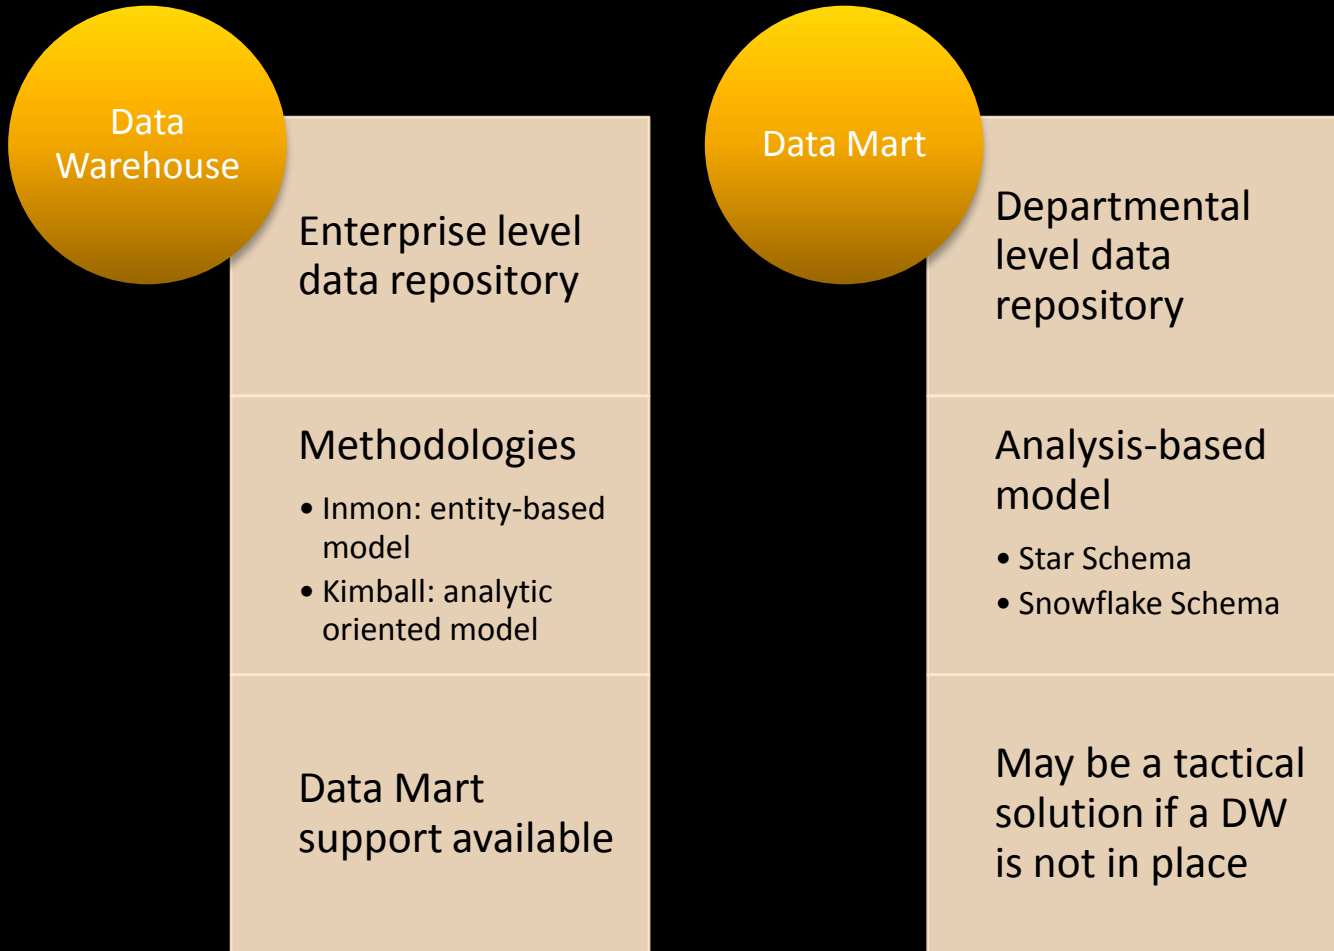 Data
Warehouse
Enterprise level
data repository
Methodologies
• Inmon: entity-based
model
• Kimball: analytic
oriented model
Data Mart
support available
Data Mart
Departmental
level data
repository
Analysis-based
model
• Star Schema
• Snowflake Schema
May be a tactical
solution if a DW
is not in place